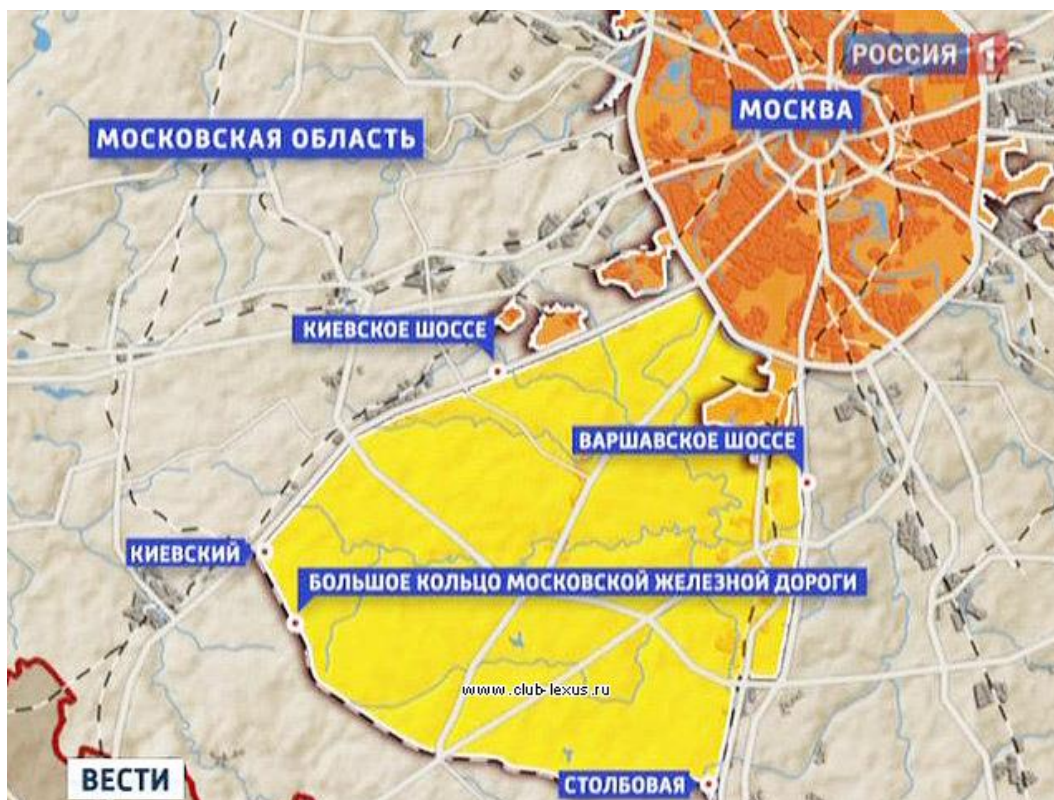 РОССИЯ 1
МОСКВА
МОСКОВСКАЯ ОБЛАСТЬ
КИЕВСКОЕ ШОССЕ
ВАРШАВСКОЕ ШОССЕ
КИЕВСКИЙ
БОЛЬШОЕ КОЛЬЦО МОСКОВСКОЙ ЖЕЛЕЗНОЙ ДОРОГИ
www.club-lexus.ru
ВЕСТИ
СТОЛБОВАЯ